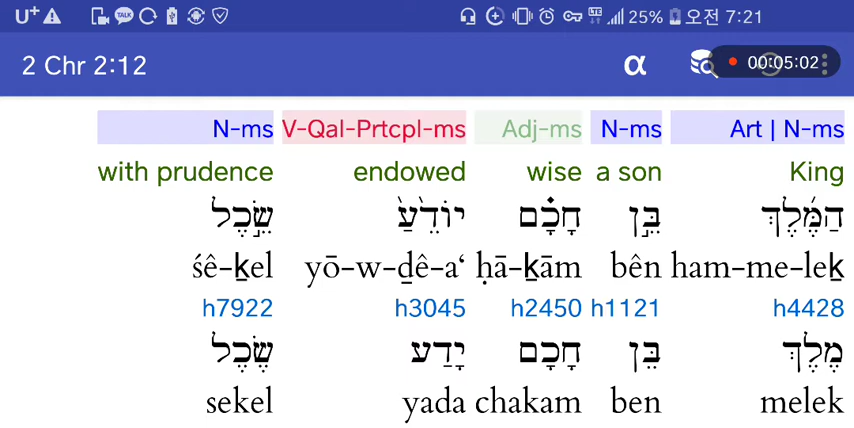 U+ TALK LTE 25% 오전 7:21
2 Chr 2:12 α 00:05:02
N-ms V-Qal-Prtcpl-ms Adj-ms N-ms Art | N-ms
with prudence endowed wise a son King
הַמֶּ֜לֶךְ בֵּ֣ן חָכָ֗ם יוֹדֵ֙עַ֙ שֵׂ֣כֶל
śê-ḵel yō-w-ḏê-a‘ ḥā-ḵām bên ham-me-leḵ
h7922 h3045 h2450 h1121 h4428
מֶלֶךְ בֵּן חָכָם יָדַע שֶׂכֶל
sekel yada chakam ben melek